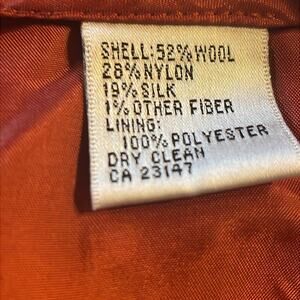 SHELL:52% WOOL
28% NYLON
19% SILK
1% OTHER FIBER
LINING:
100% POLYESTER
DRY CLEAN
CA 23147